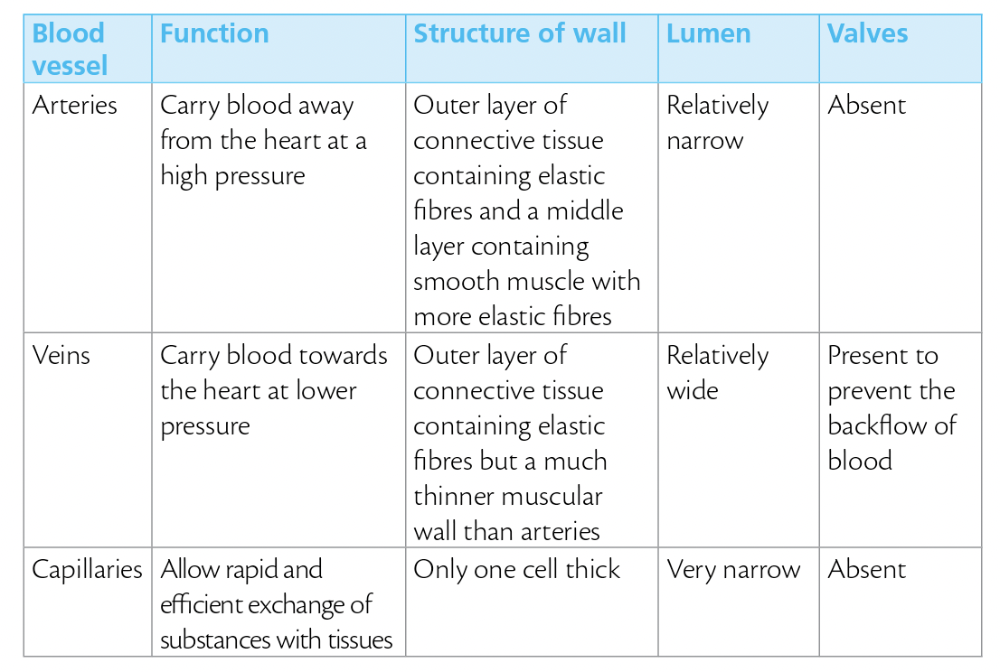 Blood
vessel
Function
Structure of wall
Lumen
Valves
Arteries
Carry blood away
from the heart at a
high pressure
Outer layer of
connective tissue
containing elastic
fibres and a middle
layer containing
smooth muscle with
more elastic fibres
Relatively
narrow
Absent
Veins
Carry blood towards
the heart at lower
pressure
Outer layer of
connective tissue
containing elastic
fibres but a much
thinner muscular
wall than arteries
Relatively
wide
Present to
prevent the
backflow of
blood
Capillaries
Allow rapid and
efficient exchange of
substances with tissues
Only one cell thick
Very narrow
Absent